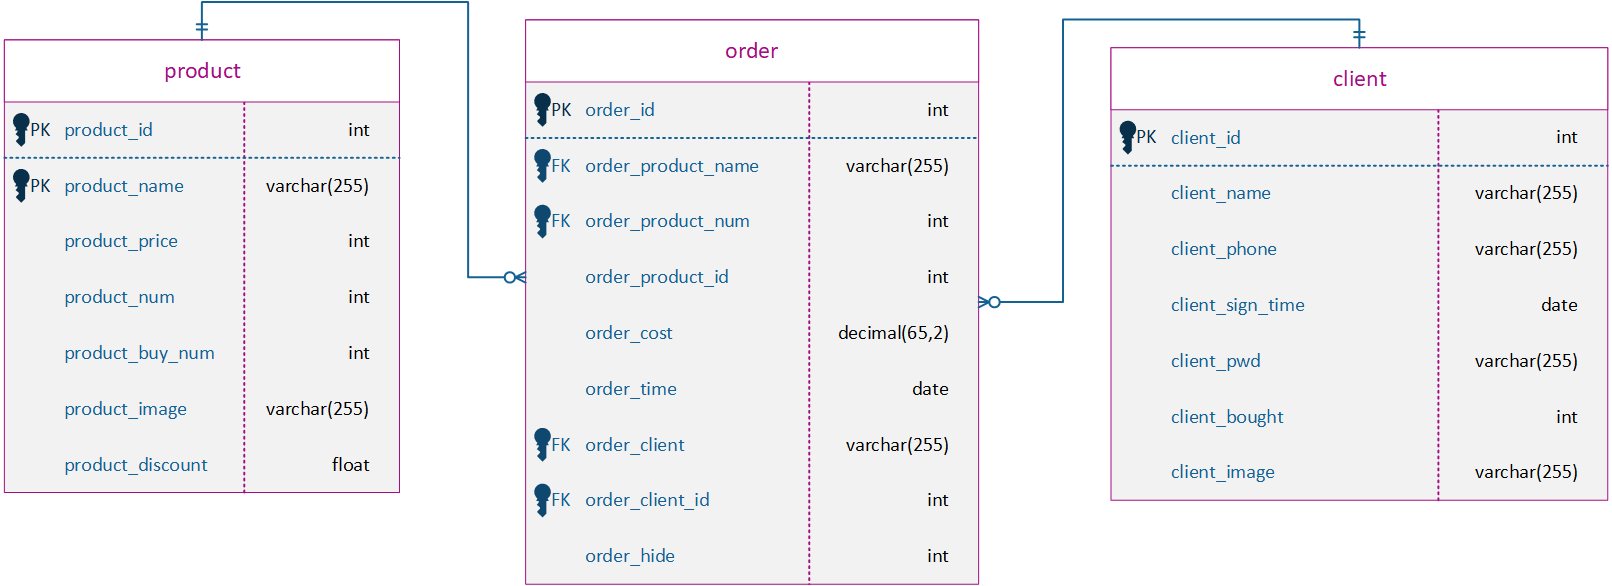 product
PK product_id int
PK product_name varchar(255)
product_price int
product_num int
product_buy_num int
product_image varchar(255)
product_discount float
order
PK order_id int
FK order_product_name varchar(255)
FK order_product_num int
order_product_id int
order_cost decimal(65,2)
order_time date
FK order_client varchar(255)
FK order_client_id int
order_hide int
client
PK client_id int
client_name varchar(255)
client_phone varchar(255)
client_sign_time date
client_pwd varchar(255)
client_bought int
client_image varchar(255)